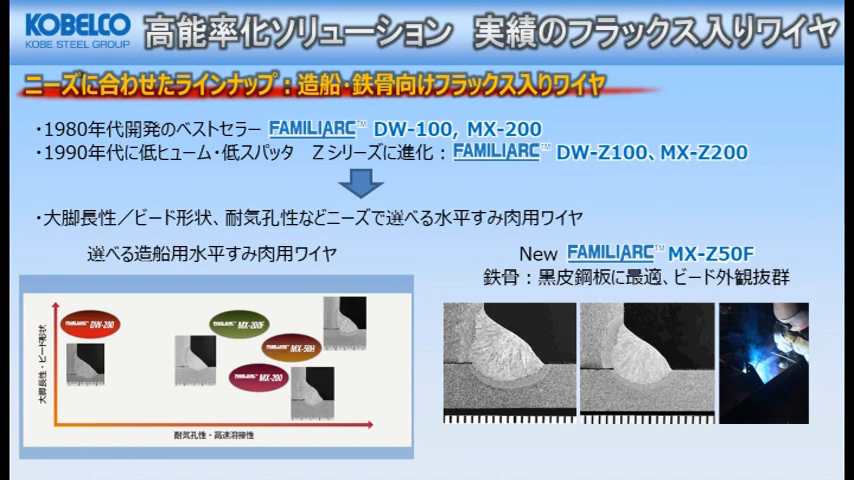 KOBELCO
KOBE STEEL GROUP
高能率化ソリューション 実績のフラックス入りワイヤ
ニーズに合わせたラインナップ：造船・鉄骨向けフラックス入りワイヤ
・1980年代開発のベストセラー FAMILIARC™ DW-100, MX-200
・1990年代に低ヒューム・低スパッタ Zシリーズに進化：FAMILIARC™ DW-Z100、MX-Z200
・大脚長性／ビード形状、耐気孔性などニーズで選べる水平すみ肉用ワイヤ
選べる造船用水平すみ肉用ワイヤ
大脚長性・ビード形状
FAMILIARC DW-200
FAMILIARC MX-200F
FAMILIARC MX-50H
FAMILIARC MX-200
耐気孔性・高速溶接性
New FAMILIARC™ MX-Z50F
鉄骨：黒皮鋼板に最適、ビード外観抜群